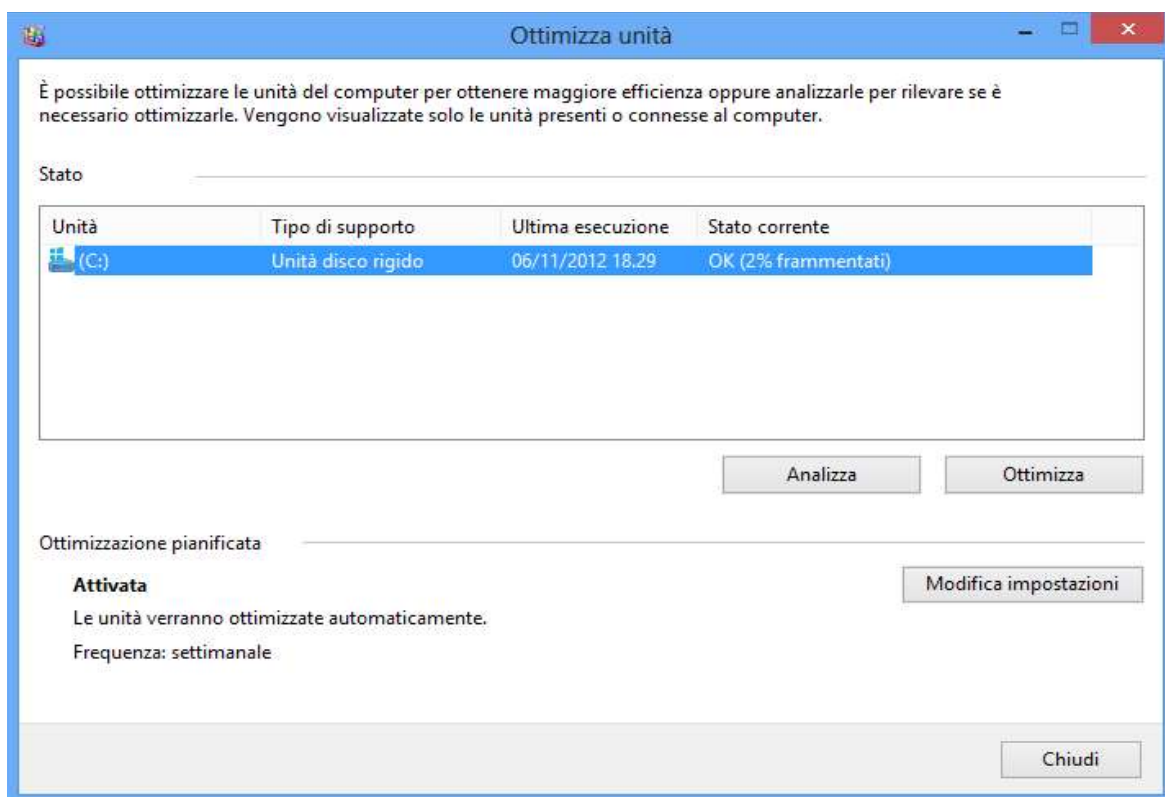 Ottimizza unità
È possibile ottimizzare le unità del computer per ottenere maggiore efficienza oppure analizzarle per rilevare se è
necessario ottimizzarle. Vengono visualizzate solo le unità presenti o connesse al computer.
Stato
Unità Tipo di supporto Ultima esecuzione Stato corrente
(C:) Unità disco rigido 06/11/2012 18.29 OK (2% frammentati)
Analizza Ottimizza
Ottimizzazione pianificata
Attivata Modifica impostazioni
Le unità verranno ottimizzate automaticamente.
Frequenza: settimanale
Chiudi